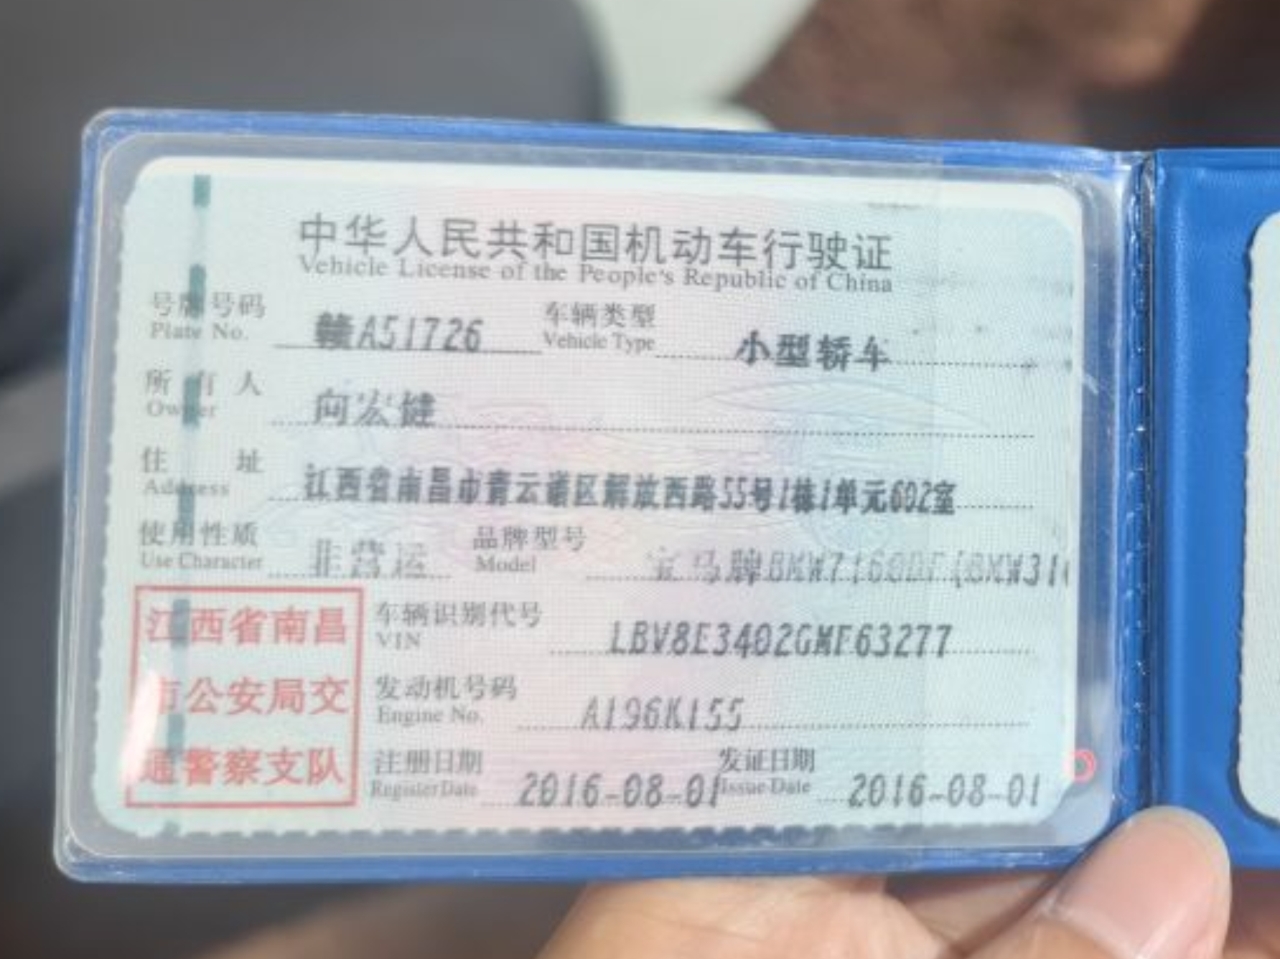 中华人民共和国机动车行驶证
Vehicle License of the People's Republic of China
号牌号码 赣A51726 车辆类型 小型轿车
Plate No. Vehicle Type
所有人 向宏健
Owner
住址 江西省南昌市青云谱区解放西路55号1栋1单元602室
Address
使用性质 非营运 品牌型号 宝马牌BMW7160DF(BMW316
Use Character Model
江西省南昌
市公安局交
通警察支队
车辆识别代号 LBV8E3402GMF63277
VIN
发动机号码 A196K155
Engine No.
注册日期 2016-08-01 发证日期 2016-08-01
Register Date Issue Date